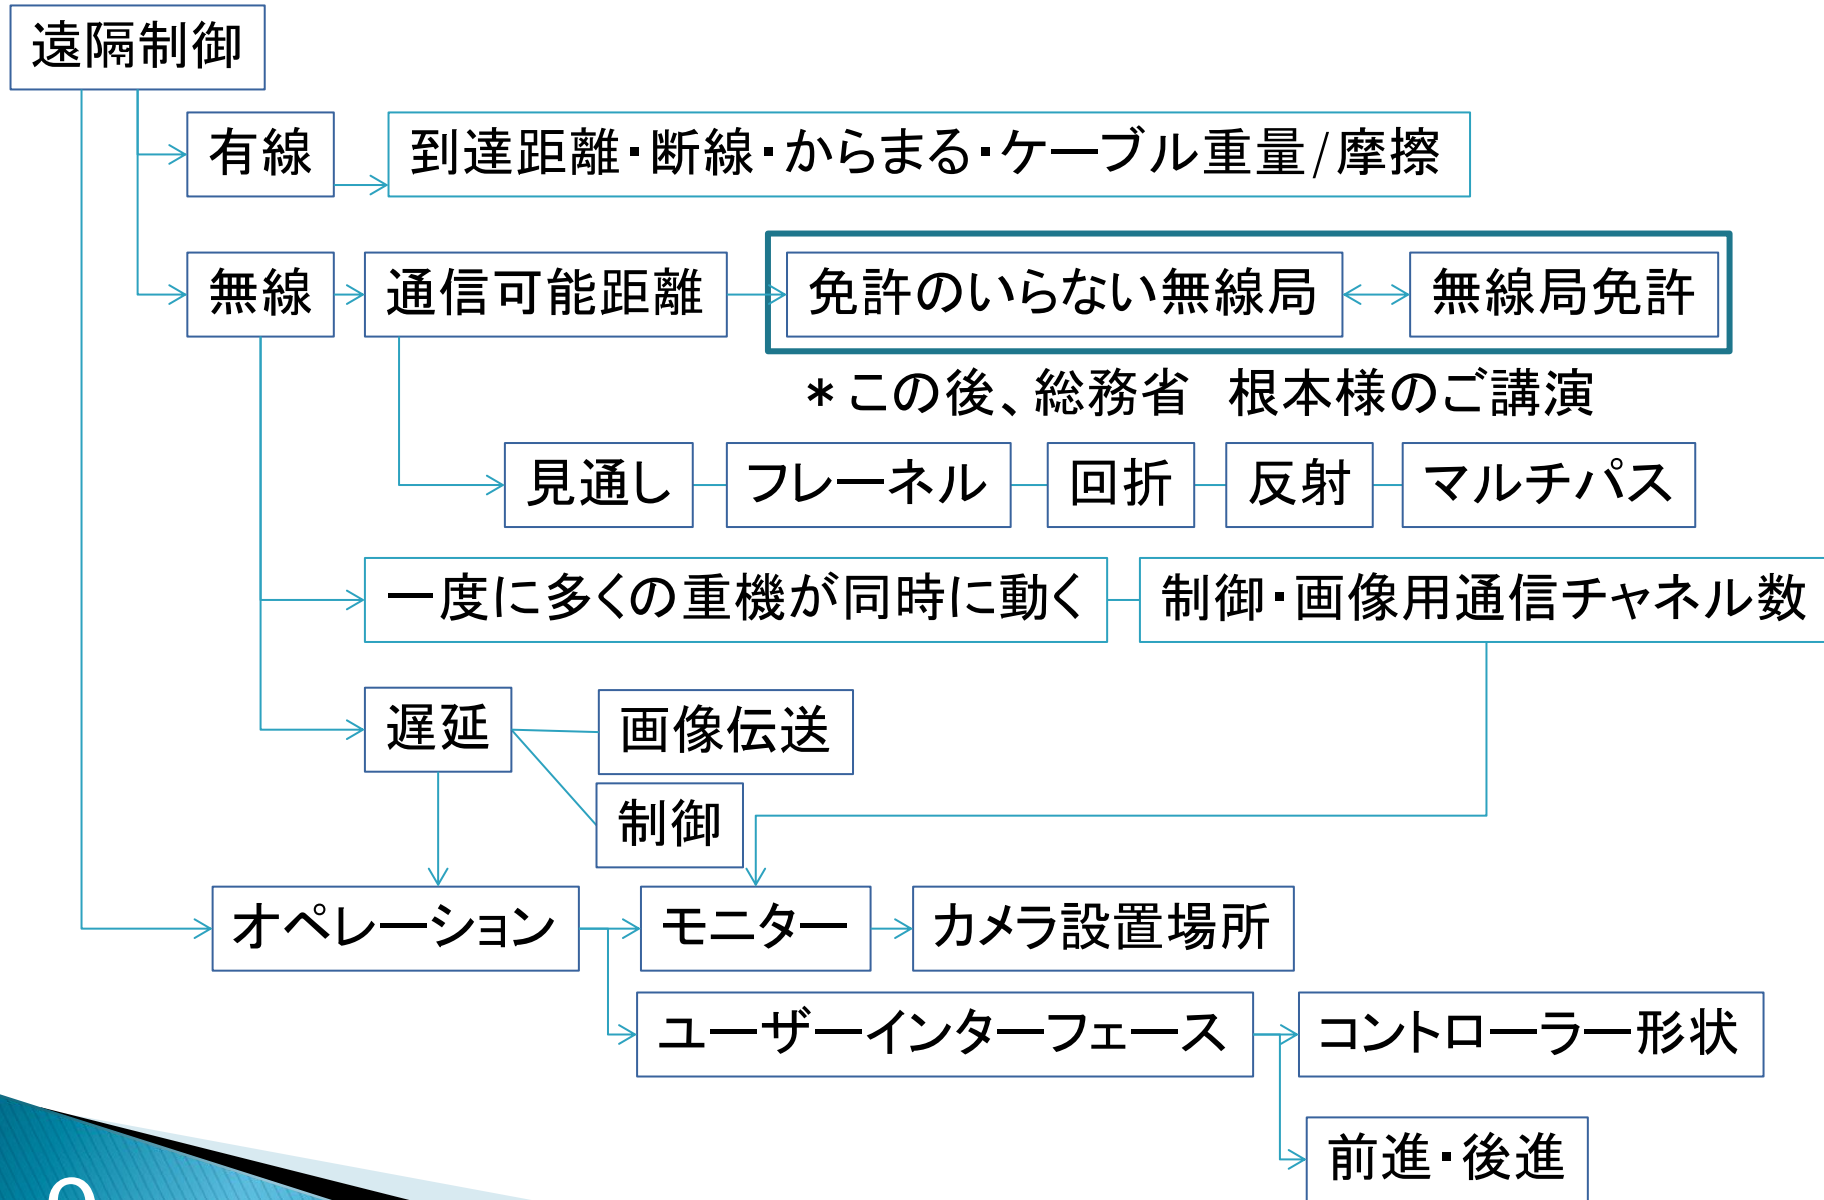 遠隔制御
有線
到達距離・断線・からまる・ケーブル重量/摩擦
無線
通信可能距離
免許のいらない無線局
無線局免許
*この後、総務省　根本様のご講演
見通し
フレーネル
回折
反射
マルチパス
一度に多くの重機が同時に動く
制御・画像用通信チャネル数
遅延
画像伝送
制御
オペレーション
モニター
カメラ設置場所
ユーザーインターフェース
コントローラー形状
前進・後進